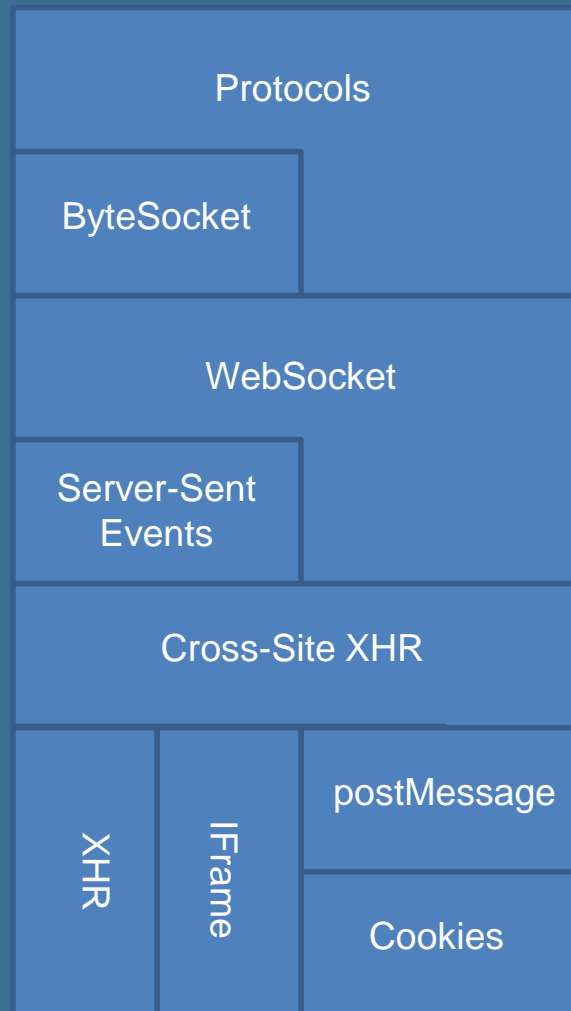 Protocols
ByteSocket
WebSocket
Server-Sent
Events
Cross-Site XHR
XHR
IFrame
postMessage
Cookies